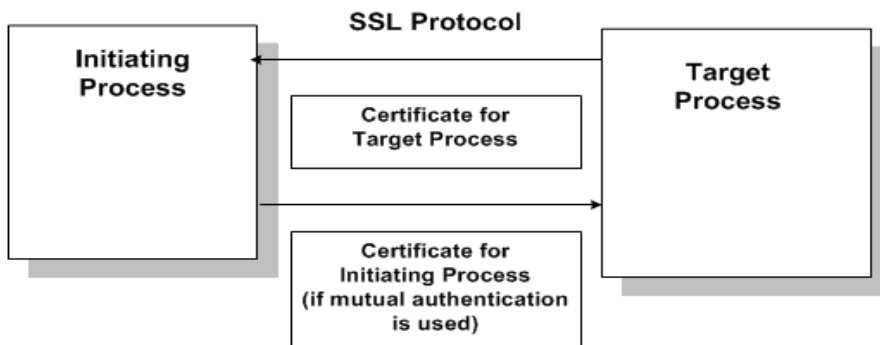 SSL Protocol
Initiating
Process
Target
Process
Certificate for
Target Process
Certificate for
Initiating Process
(if mutual authentication
is used)